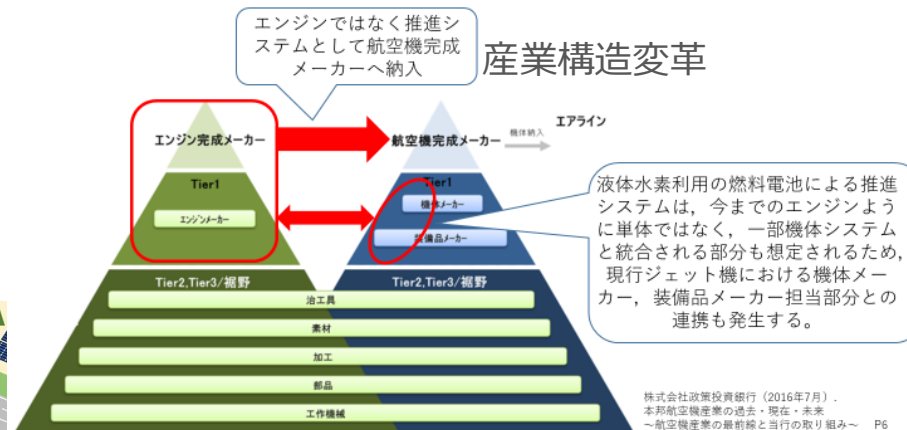 エンジンではなく推進シ
ステムとして航空機完成
メーカーへ納入
産業構造変革
エンジン完成メーカー
航空機完成メーカー
機体納入
エアライン
Tier1
Tier1
エンジンメーカー
機体メーカー
装備品メーカー
液体水素利用の燃料電池による推進
システムは，今までのエンジンよう
に単体ではなく，一部機体システム
と統合される部分も想定されるため，
現行ジェット機における機体メー
カー，装備品メーカー担当部分との
連携も発生する。
Tier2,Tier3/裾野
Tier2,Tier3/裾野
治工具
素材
加工
部品
工作機械
株式会社政策投資銀行（2016年7月）．
本邦航空機産業の過去・現在・未来
～航空機産業の最前線と当行の取り組み～ P6